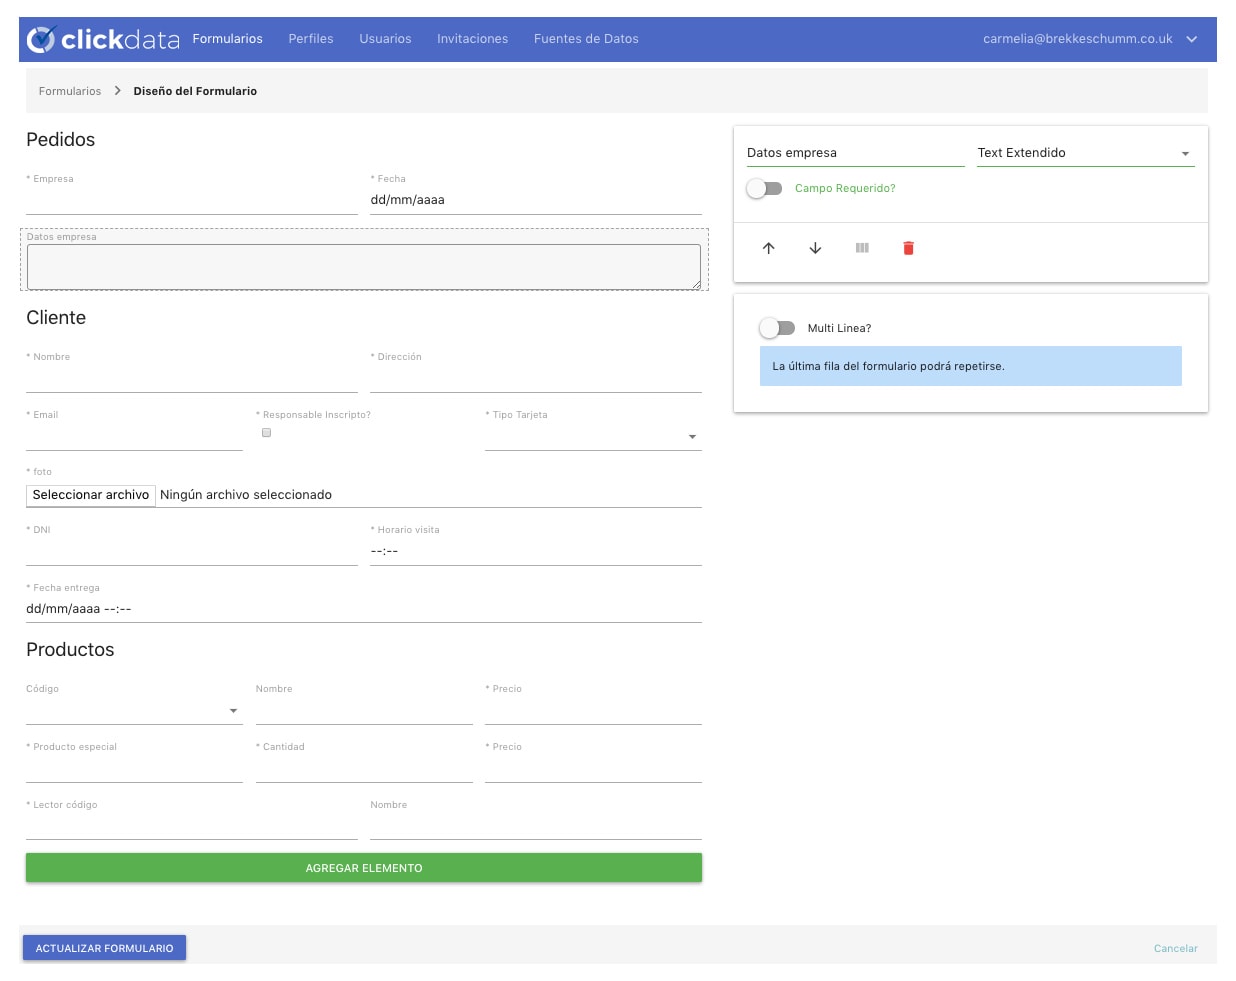 clickdata Formularios Perfiles Usuarios Invitaciones Fuentes de Datos carmelia@brekkeschumm.co.uk
Formularios Diseño del Formulario
Pedidos
* Empresa * Fecha
dd/mm/aaaa
Datos empresa
Cliente
* Nombre * Dirección
* Email * Responsable Inscripto? * Tipo Tarjeta
* foto
Seleccionar archivo Ningún archivo seleccionado
* DNI * Horario visita
--:--
* Fecha entrega
dd/mm/aaaa --:--
Productos
Código Nombre * Precio
* Producto especial * Cantidad * Precio
* Lector código Nombre
AGREGAR ELEMENTO
Datos empresa Text Extendido
Campo Requerido?
Multi Linea?
La última fila del formulario podrá repetirse.
ACTUALIZAR FORMULARIO Cancelar